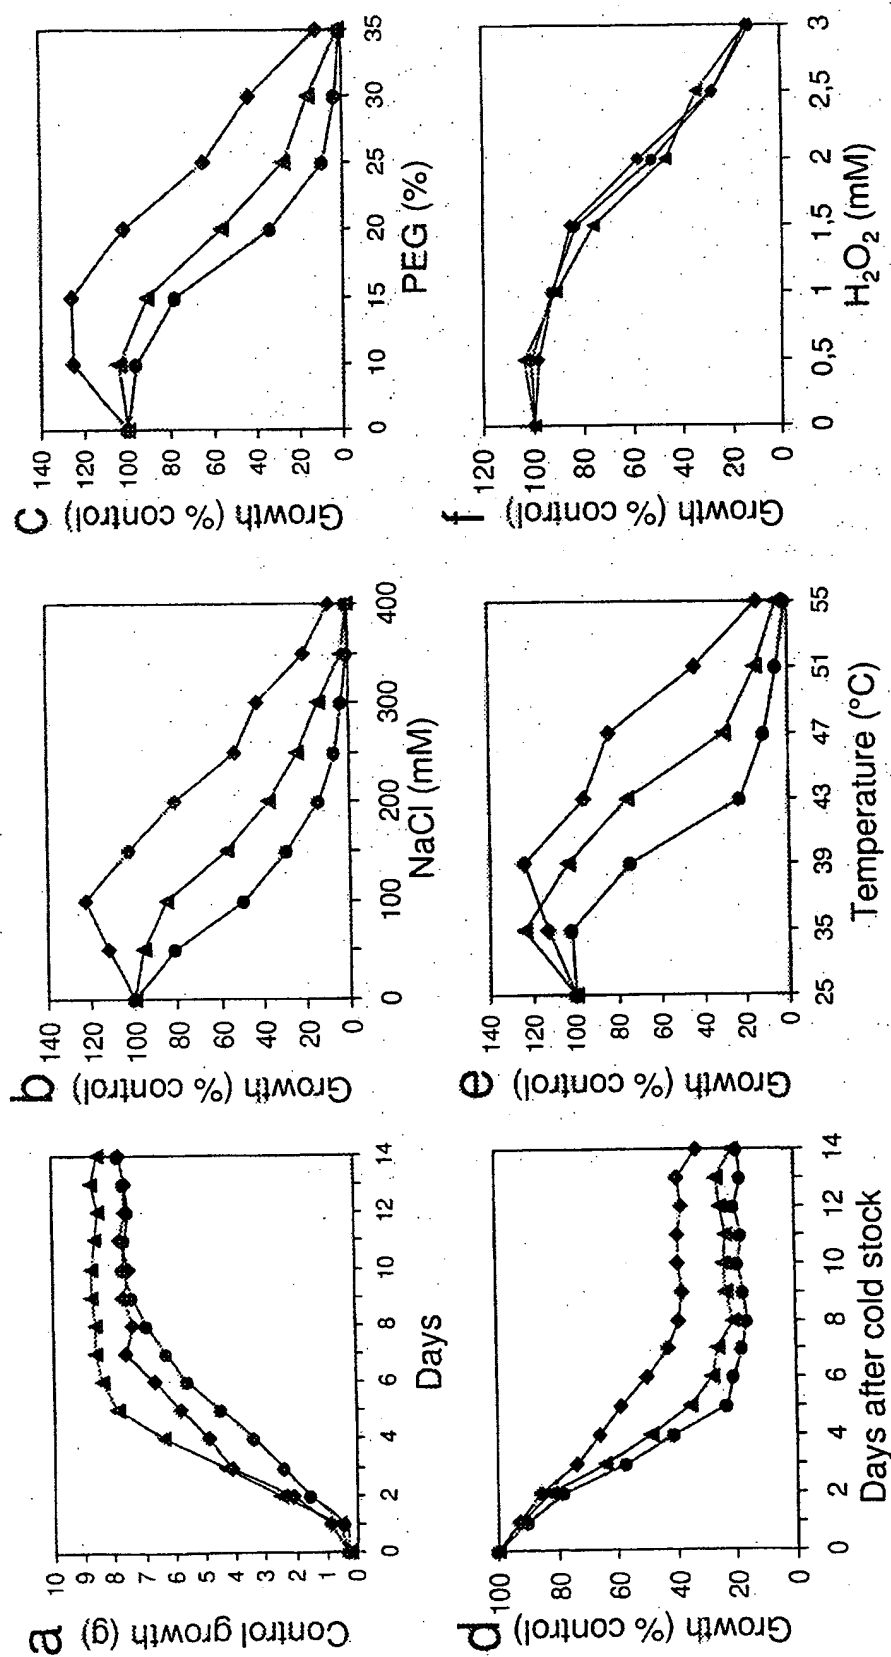 a
Control growth (g)
10
9
8
7
6
5
4
3
2
1
0
0 2 4 6 8 10 12 14
Days
b
Growth (% control)
140
120
100
80
60
40
20
0
0 100 200 300 400
NaCl (mM)
c
Growth (% control)
140
120
100
80
60
40
20
0
0 10 15 20 25 30 35
PEG (%)
d
Growth (% control)
100
80
60
40
20
0
0 2 4 6 8 10 12 14
Days after cold stock
e
Growth (% control)
140
120
100
80
60
40
20
0
25 35 39 43 47 51 55
Temperature (°C)
f
Growth (% control)
120
100
80
60
40
20
0
0 0,5 1 1,5 2 2,5 3
H₂O₂ (mM)